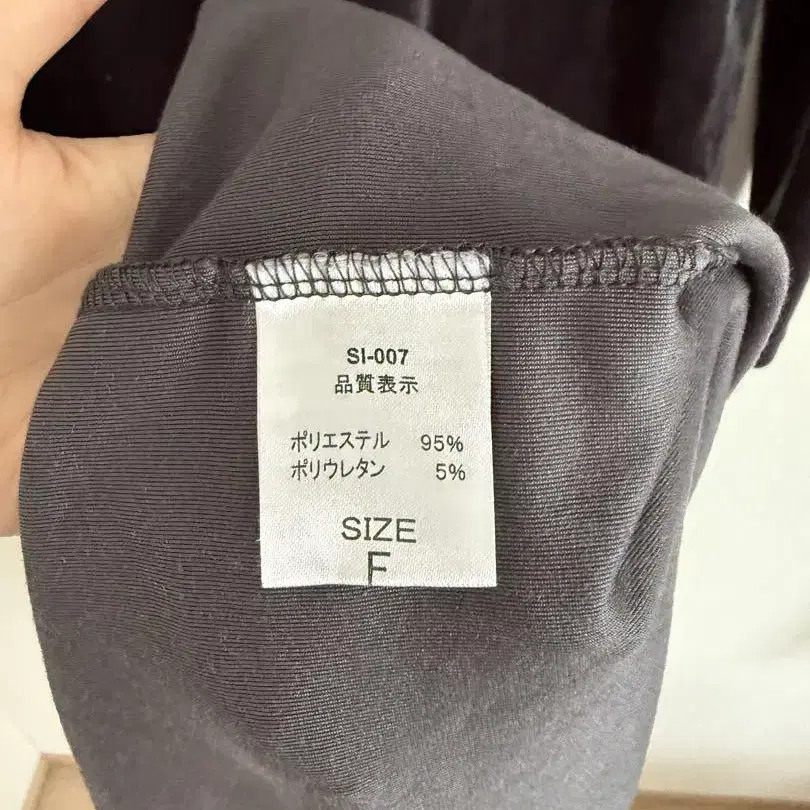 SI-007
品質表示
ポリエステル 95%
ポリウレタン 5%
SIZE
F